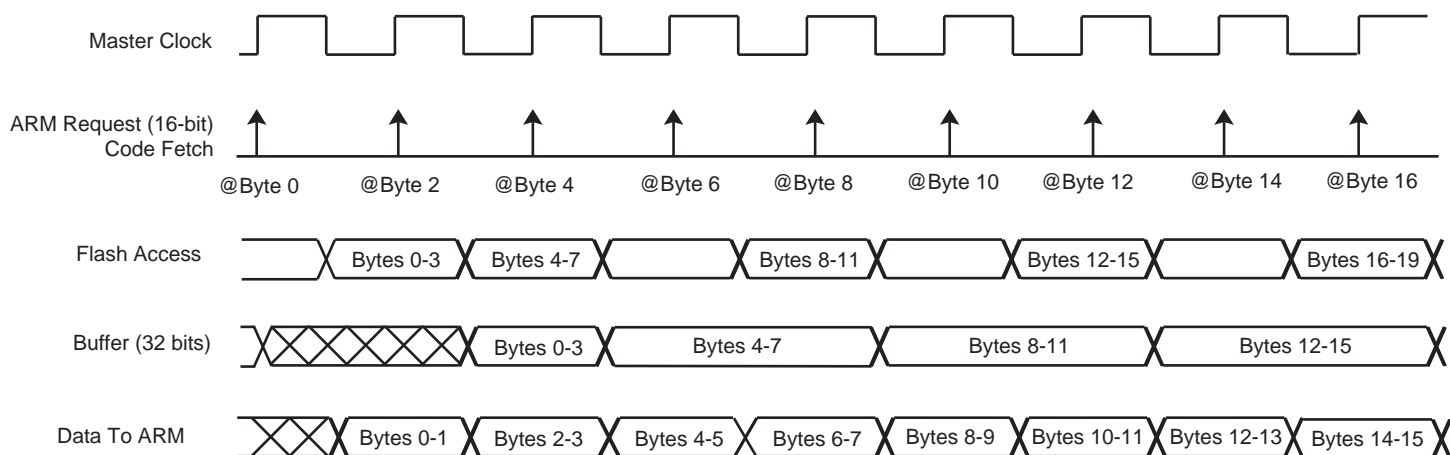 Master Clock
ARM Request (16-bit)
Code Fetch
@Byte 0 @Byte 2 @Byte 4 @Byte 6 @Byte 8 @Byte 10 @Byte 12 @Byte 14 @Byte 16
Flash Access Bytes 0-3 Bytes 4-7 Bytes 8-11 Bytes 12-15 Bytes 16-19
Buffer (32 bits) Bytes 0-3 Bytes 4-7 Bytes 8-11 Bytes 12-15
Data To ARM Bytes 0-1 Bytes 2-3 Bytes 4-5 Bytes 6-7 Bytes 8-9 Bytes 10-11 Bytes 12-13 Bytes 14-15